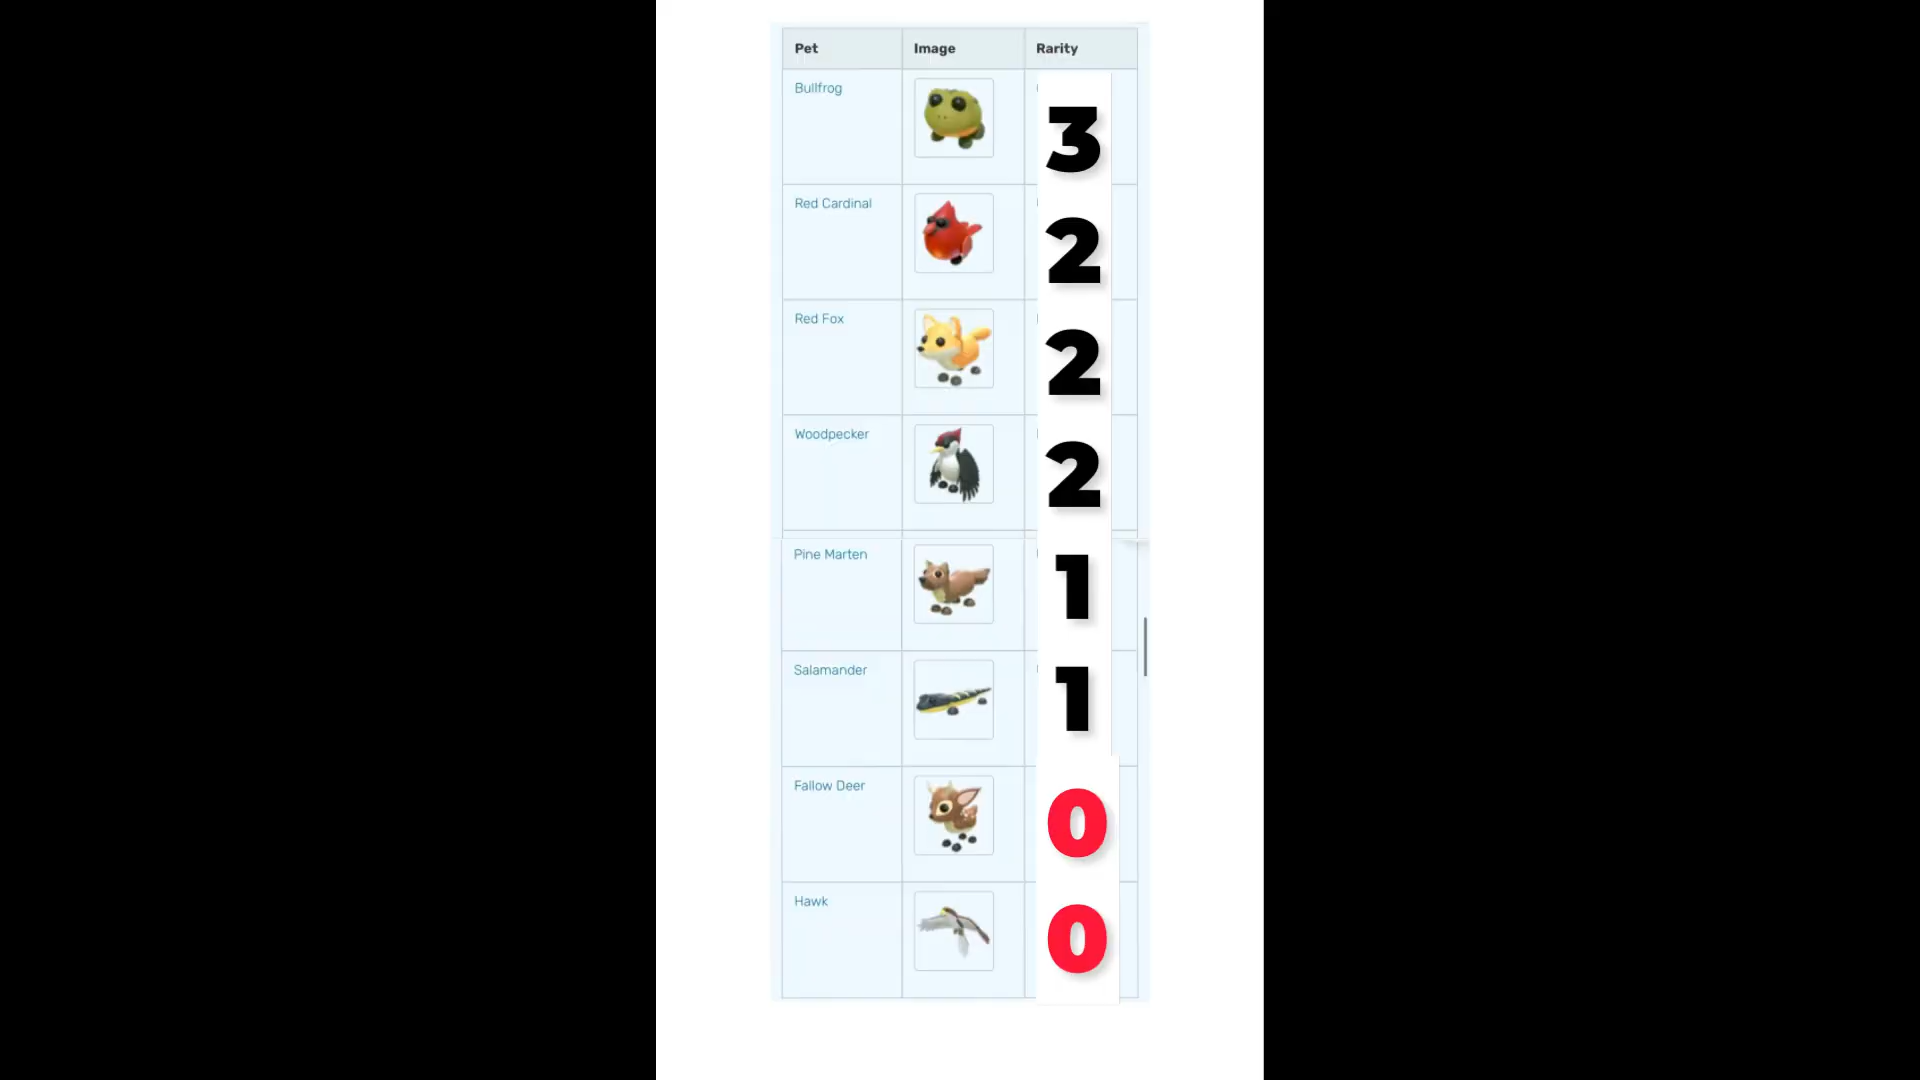 Pet Image Rarity
Bullfrog 3
Red Cardinal 2
Red Fox 2
Woodpecker 2
Pine Marten 1
Salamander 1
Fallow Deer 0
Hawk 0